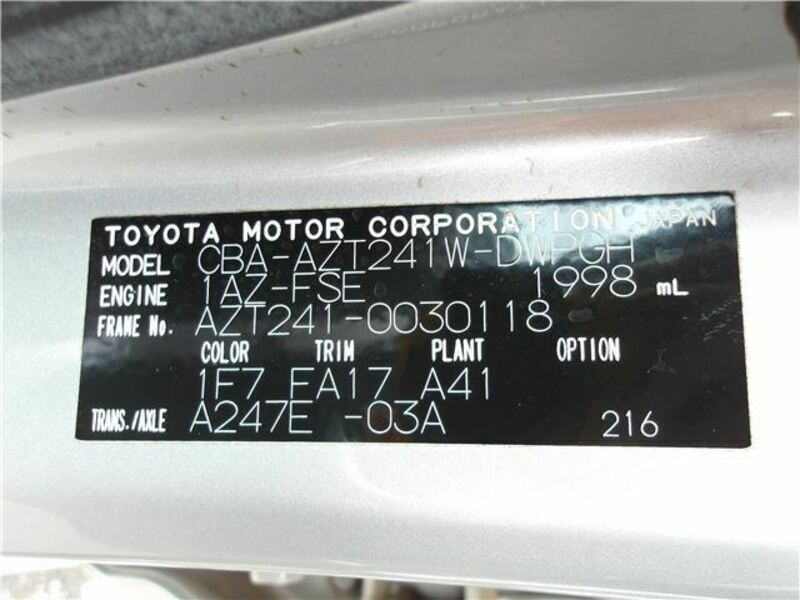 TOYOTA MOTOR CORPORATION JAPAN
MODEL CBA-AZT241W-DWPGH
ENGINE 1AZ-FSE 1998 mL
FRAME No. AZT241-0030118
COLOR TRIM PLANT OPTION
1F7 FA17 A41
TRANS./AXLE A247E -03A 216